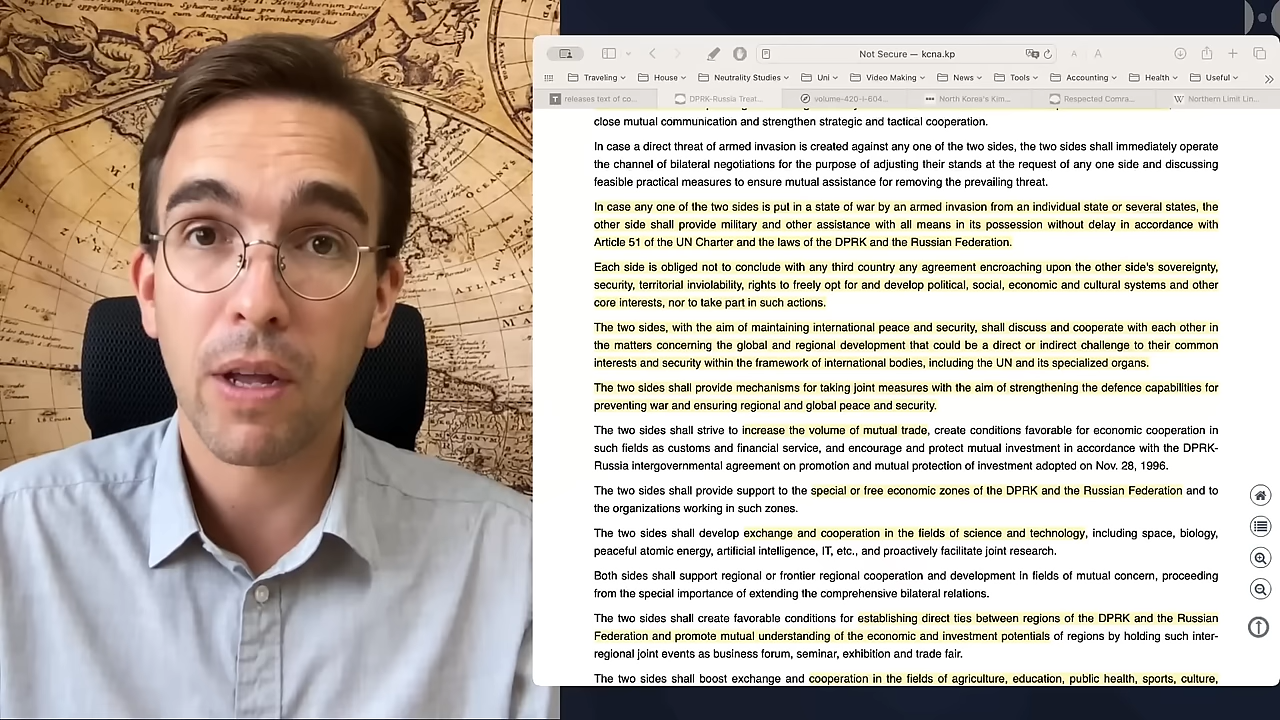 Not Secure — kcna.kp
Traveling
House
Neutrality Studies
Uni
Video Making
News
Tools
Accounting
Health
Useful
releases text of co...
DPRK-Russia Treat...
volume-420-I-604...
North Korea's Kim...
Respected Comra...
Northern Limit Lin...
close mutual communication and strengthen strategic and tactical cooperation.
In case a direct threat of armed invasion is created against any one of the two sides, the two sides shall immediately operate
the channel of bilateral negotiations for the purpose of adjusting their stands at the request of any one side and discussing
feasible practical measures to ensure mutual assistance for removing the prevailing threat.
In case any one of the two sides is put in a state of war by an armed invasion from an individual state or several states, the
other side shall provide military and other assistance with all means in its possession without delay in accordance with
Article 51 of the UN Charter and the laws of the DPRK and the Russian Federation.
Each side is obliged not to conclude with any third country any agreement encroaching upon the other side's sovereignty,
security, territorial inviolability, rights to freely opt for and develop political, social, economic and cultural systems and other
core interests, nor to take part in such actions.
The two sides, with the aim of maintaining international peace and security, shall discuss and cooperate with each other in
the matters concerning the global and regional development that could be a direct or indirect challenge to their common
interests and security within the framework of international bodies, including the UN and its specialized organs.
The two sides shall provide mechanisms for taking joint measures with the aim of strengthening the defence capabilities for
preventing war and ensuring regional and global peace and security.
The two sides shall strive to increase the volume of mutual trade, create conditions favorable for economic cooperation in
such fields as customs and financial service, and encourage and protect mutual investment in accordance with the DPRK-
Russia intergovernmental agreement on promotion and mutual protection of investment adopted on Nov. 28, 1996.
The two sides shall provide support to the special or free economic zones of the DPRK and the Russian Federation and to
the organizations working in such zones.
The two sides shall develop exchange and cooperation in the fields of science and technology, including space, biology,
peaceful atomic energy, artificial intelligence, IT, etc., and proactively facilitate joint research.
Both sides shall support regional or frontier regional cooperation and development in fields of mutual concern, proceeding
from the special importance of extending the comprehensive bilateral relations.
The two sides shall create favorable conditions for establishing direct ties between regions of the DPRK and the Russian
Federation and promote mutual understanding of the economic and investment potentials of regions by holding such inter-
regional joint events as business forum, seminar, exhibition and trade fair.
The two sides shall boost exchange and cooperation in the fields of agriculture, education, public health, sports, culture,